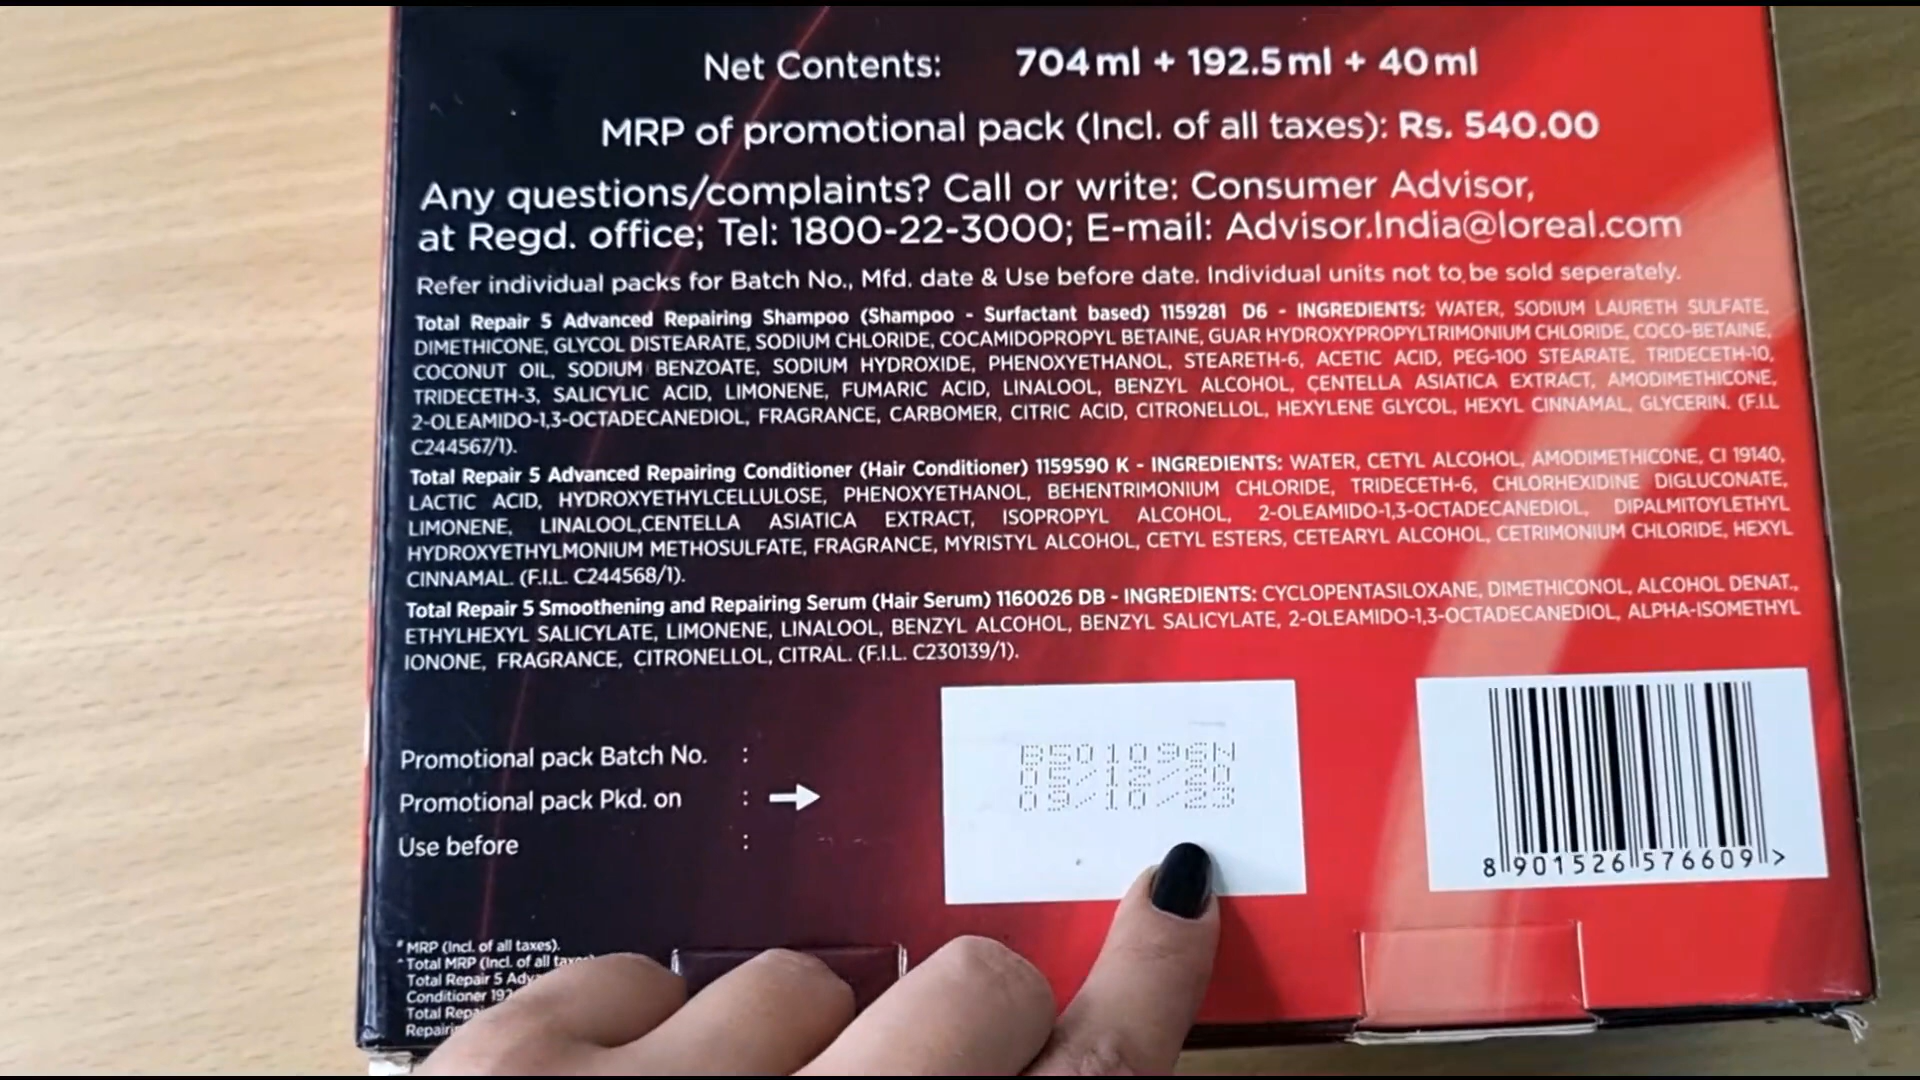 Net Contents: 704 ml + 192.5 ml + 40 ml
MRP of promotional pack (Incl. of all taxes): Rs. 540.00
Any questions/complaints? Call or write: Consumer Advisor,
at Regd. office; Tel: 1800-22-3000; E-mail: Advisor.India@loreal.com
Refer individual packs for Batch No., Mfd. date & Use before date. Individual units not to be sold seperately.
Total Repair 5 Advanced Repairing Shampoo (Shampoo - Surfactant based) 1159281 D6 - INGREDIENTS: WATER, SODIUM LAURETH SULFATE,
DIMETHICONE, GLYCOL DISTEARATE, SODIUM CHLORIDE, COCAMIDOPROPYL BETAINE, GUAR HYDROXYPROPYLTRIMONIUM CHLORIDE, COCO-BETAINE,
COCONUT OIL, SODIUM BENZOATE, SODIUM HYDROXIDE, PHENOXYETHANOL, STEARETH-6, ACETIC ACID, PEG-100 STEARATE, TRIDECETH-10,
TRIDECETH-3, SALICYLIC ACID, LIMONENE, FUMARIC ACID, LINALOOL, BENZYL ALCOHOL, CENTELLA ASIATICA EXTRACT, AMODIMETHICONE,
2-OLEAMIDO-1,3-OCTADECANEDIOL, FRAGRANCE, CARBOMER, CITRIC ACID, CITRONELLOL, HEXYLENE GLYCOL, HEXYL CINNAMAL, GLYCERIN. (F.I.L
C244567/1).
Total Repair 5 Advanced Repairing Conditioner (Hair Conditioner) 1159590 K - INGREDIENTS: WATER, CETYL ALCOHOL, AMODIMETHICONE, CI 19140,
LACTIC ACID, HYDROXYETHYLCELLULOSE, PHENOXYETHANOL, BEHENTRIMONIUM CHLORIDE, TRIDECETH-6, CHLORHEXIDINE DIGLUCONATE,
LIMONENE, LINALOOL,CENTELLA ASIATICA EXTRACT, ISOPROPYL ALCOHOL, 2-OLEAMIDO-1,3-OCTADECANEDIOL, DIPALMITOYLETHYL
HYDROXYETHYLMONIUM METHOSULFATE, FRAGRANCE, MYRISTYL ALCOHOL, CETYL ESTERS, CETEARYL ALCOHOL, CETRIMONIUM CHLORIDE, HEXYL
CINNAMAL. (F.I.L. C244568/1).
Total Repair 5 Smoothening and Repairing Serum (Hair Serum) 1160026 DB - INGREDIENTS: CYCLOPENTASILOXANE, DIMETHICONOL, ALCOHOL DENAT.,
ETHYLHEXYL SALICYLATE, LIMONENE, LINALOOL, BENZYL ALCOHOL, BENZYL SALICYLATE, 2-OLEAMIDO-1,3-OCTADECANEDIOL, ALPHA-ISOMETHYL
IONONE, FRAGRANCE, CITRONELLOL, CITRAL. (F.I.L. C230139/1).
Promotional pack Batch No. : B501096N
Promotional pack Pkd. on : 05/12/20
Use before : 09/10/23
8 901526 576609 >
# MRP (Incl. of all taxes).
^ Total MRP (Incl. of all
Total Repair 5
Conditioner
Total